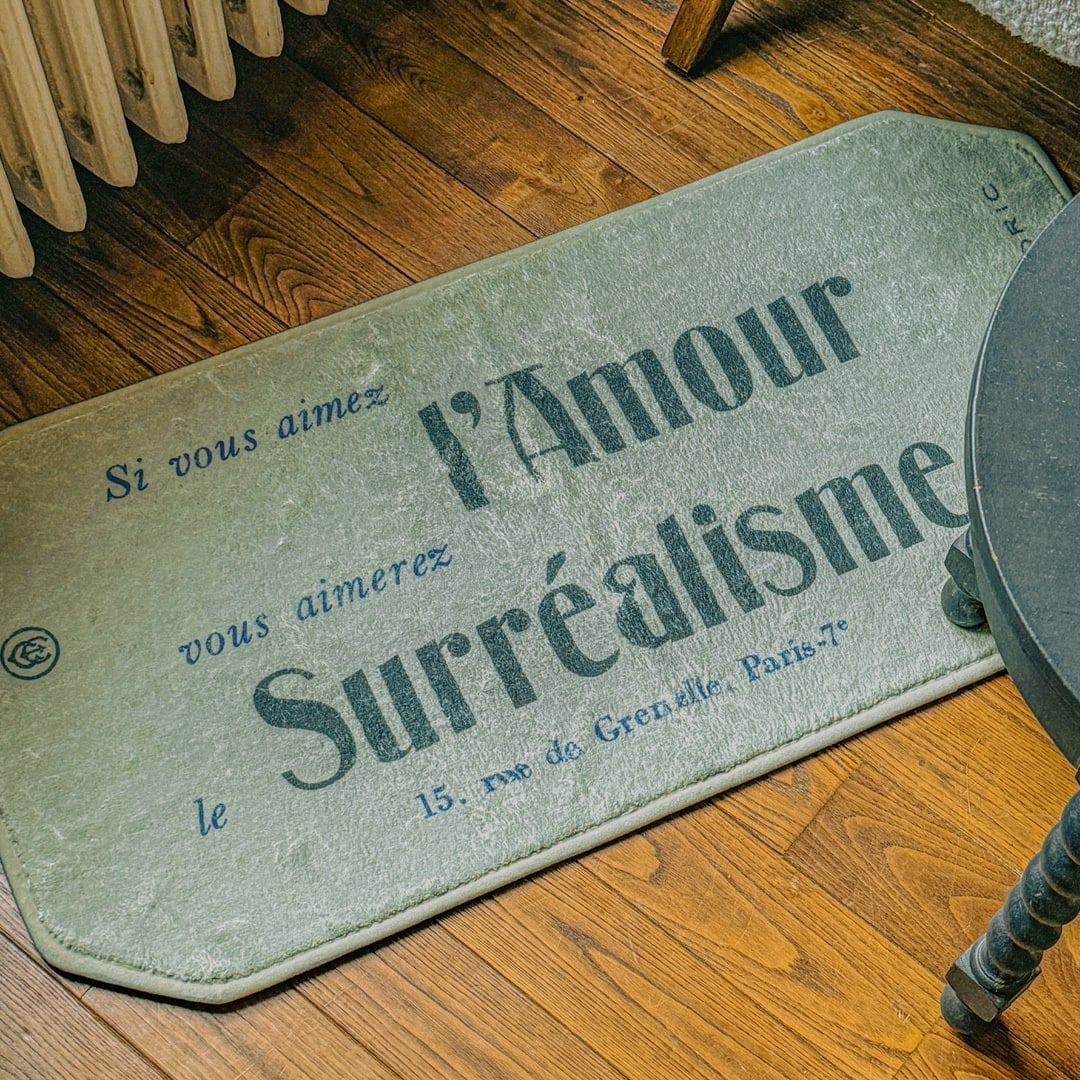 Si vous aimez l'Amour
vous aimerez
le Surréalisme
15, rue de Grenelle, Paris-7e